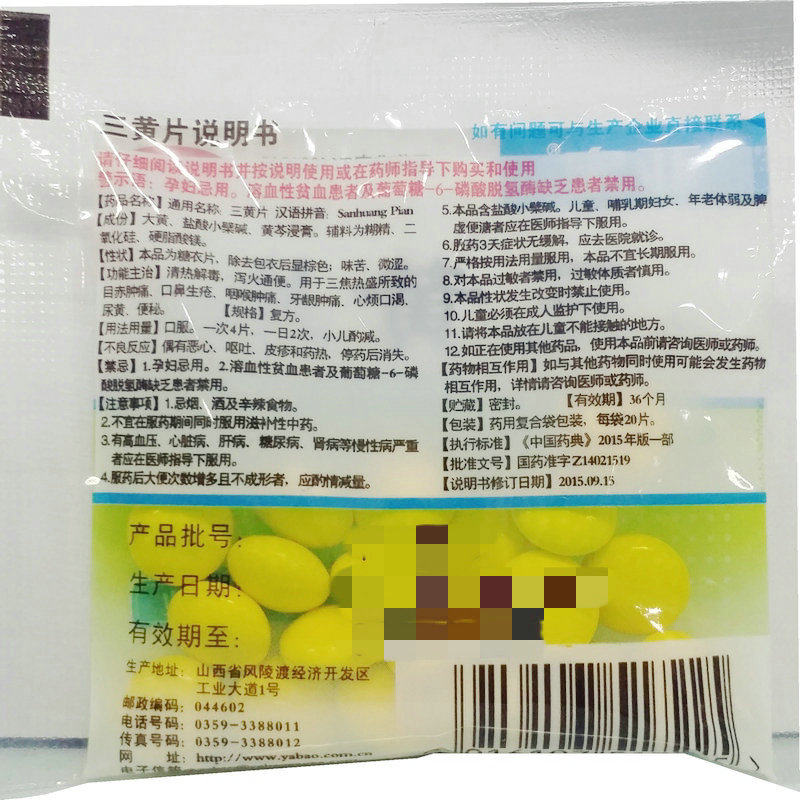 三黄片说明书
如有问题可与生产企业直接联系
请仔细阅读说明书并按说明使用或在药师指导下购买和使用
警示语：孕妇忌用。溶血性贫血患者及葡萄糖-6-磷酸脱氢酶缺乏患者禁用。
【药品名称】通用名称：三黄片 汉语拼音：Sanhuang Pian
【成份】大黄、盐酸小檗碱、黄芩浸膏。辅料为糊精、二
氧化硅、硬脂酸镁。
【性状】本品为糖衣片，除去包衣后显棕色；味苦、微涩。
【功能主治】清热解毒，泻火通便。用于三焦热盛所致的
目赤肿痛、口鼻生疮、咽喉肿痛、牙龈肿痛、心烦口渴、
尿黄、便秘。 【规格】复方。
【用法用量】口服。一次4片，一日2次，小儿酌减。
【不良反应】偶有恶心、呕吐、皮疹和药热，停药后消失。
【禁忌】1.孕妇忌用。2.溶血性贫血患者及葡萄糖-6-磷
酸脱氢酶缺乏患者禁用。
【注意事项】1.忌烟、酒及辛辣食物。
2.不宜在服药期间同时服用滋补性中药。
3.有高血压、心脏病、肝病、糖尿病、肾病等慢性病严重
者应在医师指导下服用。
4.服药后大便次数增多且不成形者，应酌情减量。
5.本品含盐酸小檗碱。儿童、哺乳期妇女、年老体弱及脾
虚便溏者应在医师指导下服用。
6.服药3天症状无缓解，应去医院就诊。
7.严格按用法用量服用，本品不宜长期服用。
8.对本品过敏者禁用，过敏体质者慎用。
9.本品性状发生改变时禁止使用。
10.儿童必须在成人监护下使用。
11.请将本品放在儿童不能接触的地方。
12.如正在使用其他药品，使用本品前请咨询医师或药师。
【药物相互作用】如与其他药物同时使用可能会发生药物
相互作用，详情请咨询医师或药师。
【贮藏】密封。 【有效期】36个月
【包装】药用复合袋包装，每袋20片。
【执行标准】《中国药典》2015年版一部
【批准文号】国药准字Z14021519
【说明书修订日期】2015.09.13
产品批号：
生产日期：
有效期至：
生产地址：山西省风陵渡经济开发区
工业大道1号
邮政编码：044602
电话号码：0359-3388011
传真号码：0359-3388012
网 址：http://www.yabao.com.cn